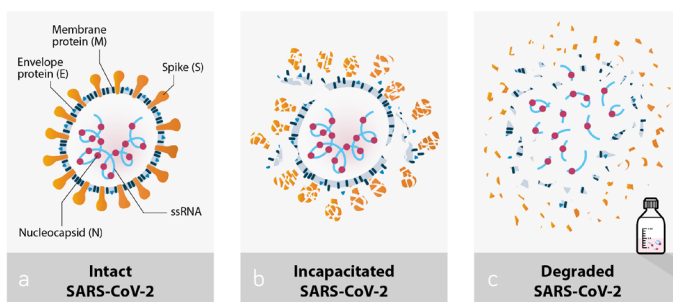 Membrane
protein (M)
Envelope
protein (E)
Spike (S)
ssRNA
Nucleocapsid (N)
a
Intact
SARS-CoV-2
b
Incapacitated
SARS-CoV-2
c
Degraded
SARS-CoV-2